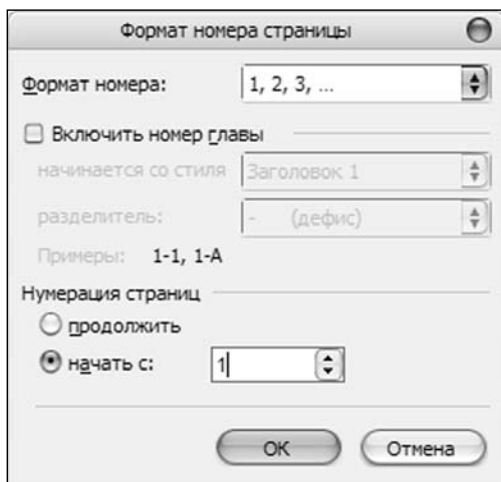 Формат номера страницы
Формат номера: 1, 2, 3, ...
Включить номер главы
начинается со стиля Заголовок 1
разделитель: - (дефис)
Примеры: 1-1, 1-A
Нумерация страниц
продолжить
начать с: 1
ОК Отмена